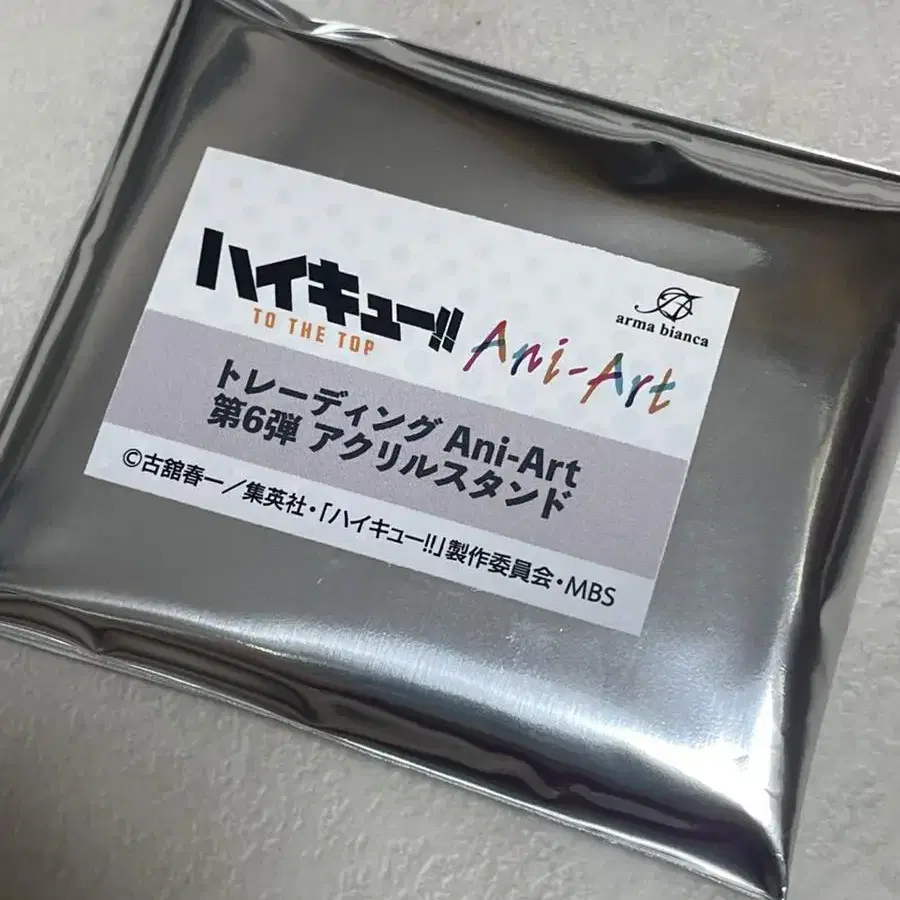 ハイキュー!!
TO THE TOP
Ani-Art
arma bianca
トレーディング Ani-Art
第6弾 アクリルスタンド
©古舘春一／集英社・「ハイキュー!!」製作委員会・MBS